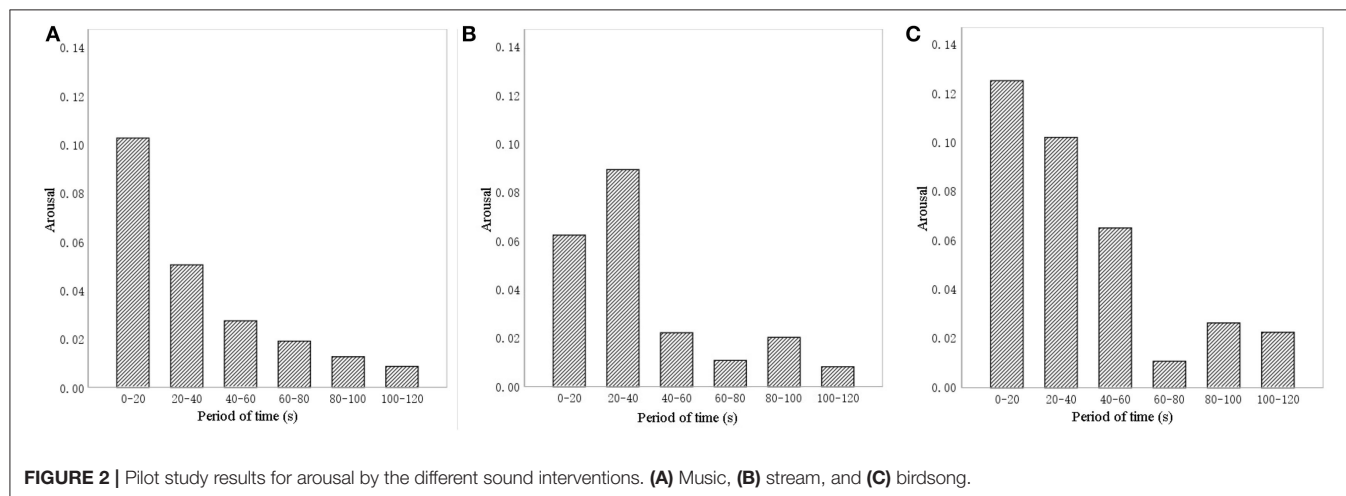 A
0.14
0.12
0.10
0.08
0.06
0.04
0.02
0.00
Arousal
0-20 20-40 40-60 60-80 80-100 100-120
Period of time (s)
B
0.14
0.12
0.10
0.08
0.06
0.04
0.02
0.00
Arousal
0-20 20-40 40-60 60-80 80-100 100-120
Period of time (s)
C
0.14
0.12
0.10
0.08
0.06
0.04
0.02
0.00
Arousal
0-20 20-40 40-60 60-80 80-100 100-120
Period of time (s)
FIGURE 2 | Pilot study results for arousal by the different sound interventions. (A) Music, (B) stream, and (C) birdsong.